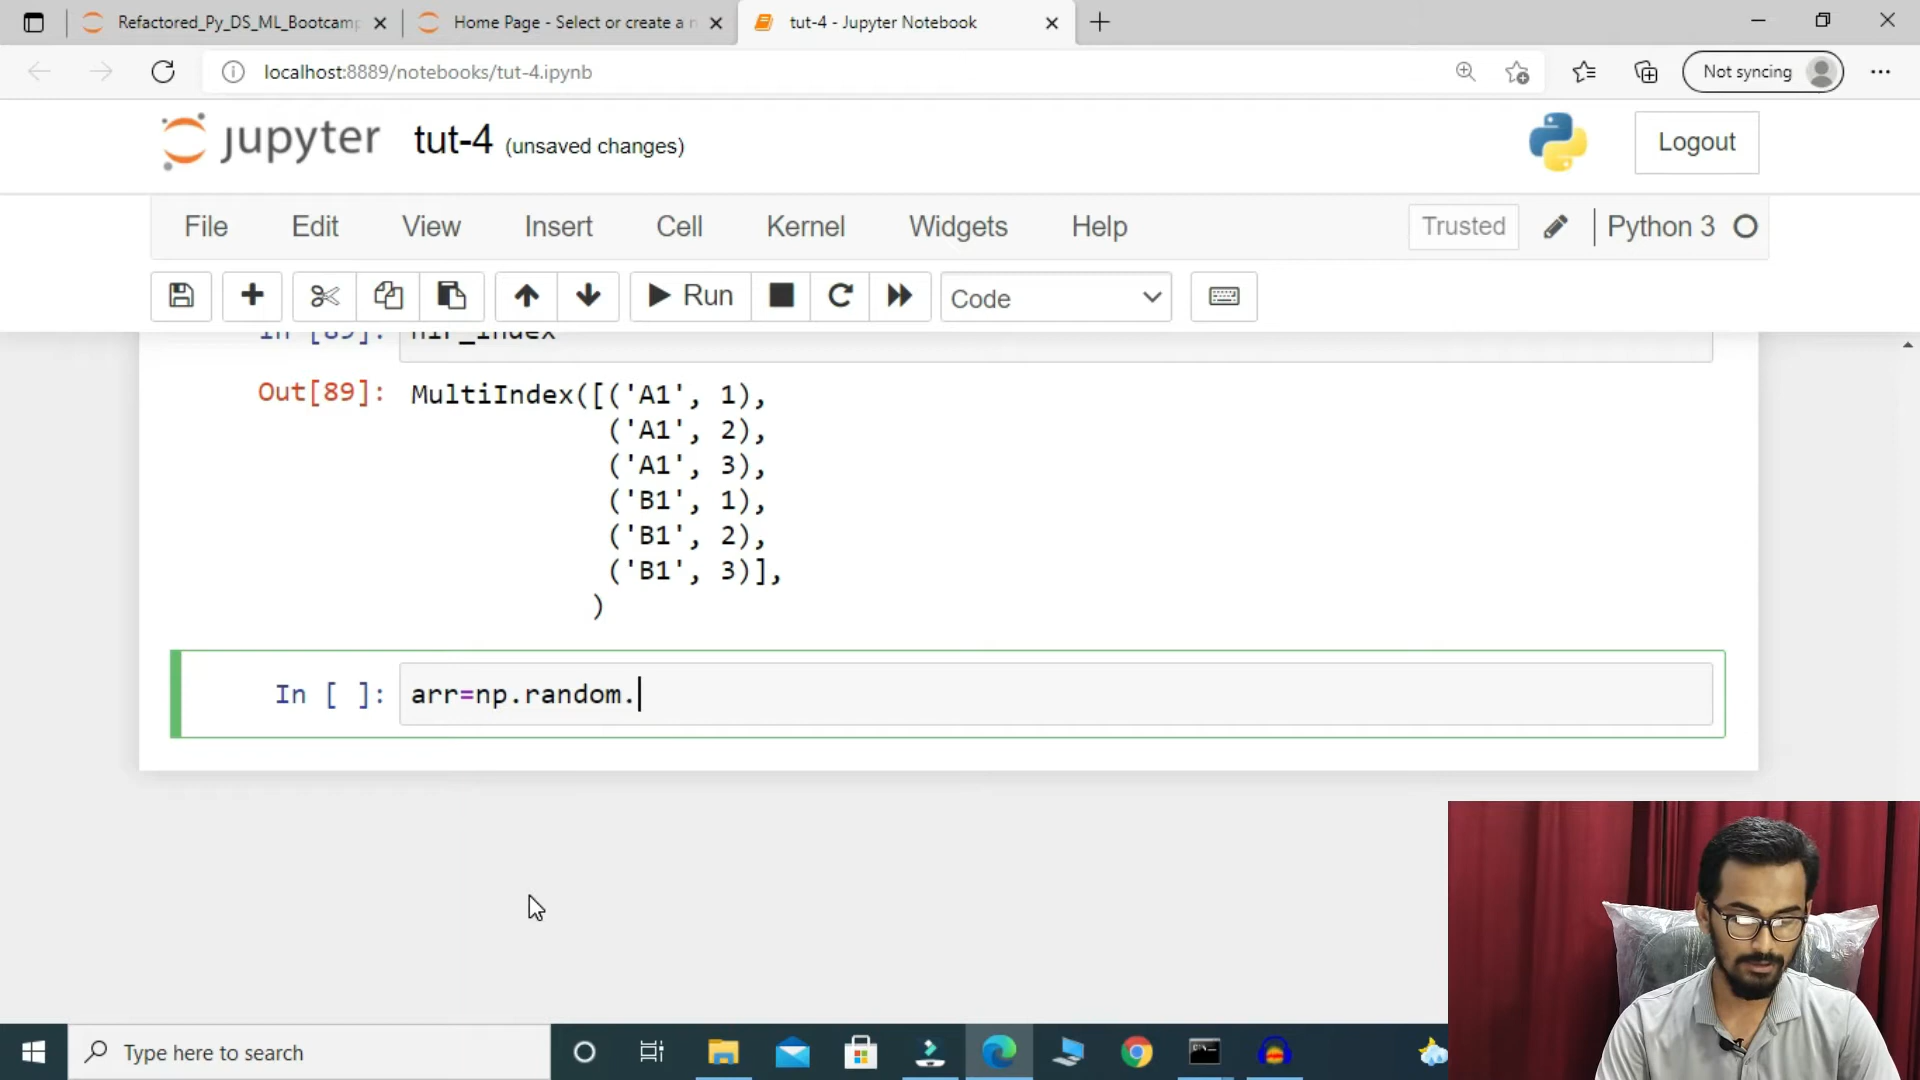 Refactored_Py_DS_ML_Bootcamp
Home Page - Select or create a n
tut-4 - Jupyter Notebook
localhost:8889/notebooks/tut-4.ipynb
Not syncing
jupyter tut-4 (unsaved changes)
Logout
File Edit View Insert Cell Kernel Widgets Help
Trusted
Python 3
Run
Code
In [89]: hir_index
Out[89]: MultiIndex([('A1', 1),
('A1', 2),
('A1', 3),
('B1', 1),
('B1', 2),
('B1', 3)],
)
In [ ]: arr=np.random.
Type here to search